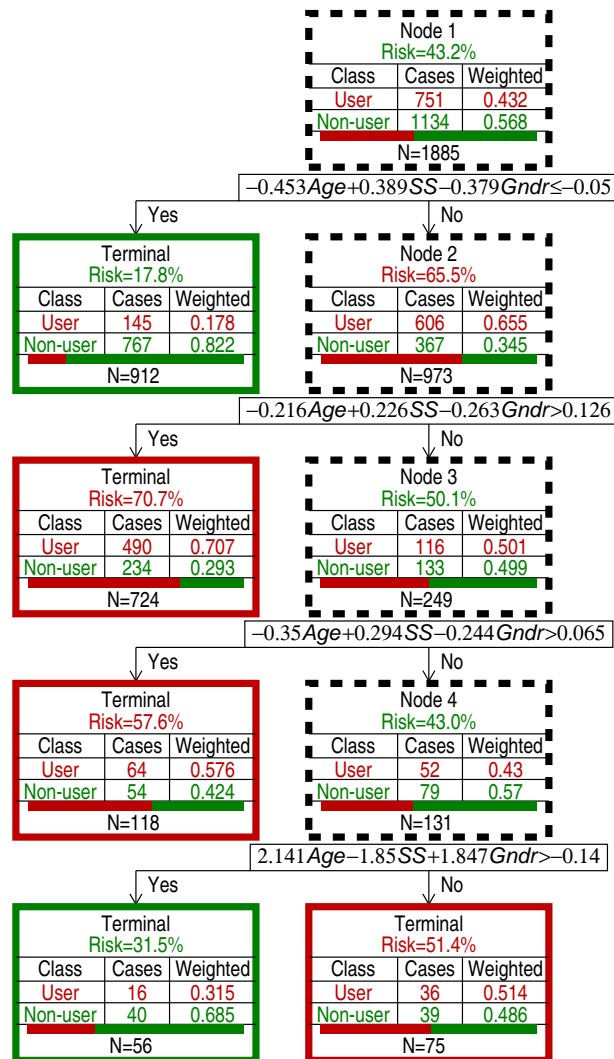 Node 1
Risk=43.2%
Class Cases Weighted
User 751 0.432
Non-user 1134 0.568
N=1885
−0.453Age+0.389SS−0.379Gndr≤−0.05
Yes No
Terminal
Risk=17.8%
Class Cases Weighted
User 145 0.178
Non-user 767 0.822
N=912
Node 2
Risk=65.5%
Class Cases Weighted
User 606 0.655
Non-user 367 0.345
N=973
−0.216Age+0.226SS−0.263Gndr>0.126
Yes No
Terminal
Risk=70.7%
Class Cases Weighted
User 490 0.707
Non-user 234 0.293
N=724
Node 3
Risk=50.1%
Class Cases Weighted
User 116 0.501
Non-user 133 0.499
N=249
−0.35Age+0.294SS−0.244Gndr>0.065
Yes No
Terminal
Risk=57.6%
Class Cases Weighted
User 64 0.576
Non-user 54 0.424
N=118
Node 4
Risk=43.0%
Class Cases Weighted
User 52 0.43
Non-user 79 0.57
N=131
2.141Age−1.85SS+1.847Gndr>−0.14
Yes No
Terminal
Risk=31.5%
Class Cases Weighted
User 16 0.315
Non-user 40 0.685
N=56
Terminal
Risk=51.4%
Class Cases Weighted
User 36 0.514
Non-user 39 0.486
N=75